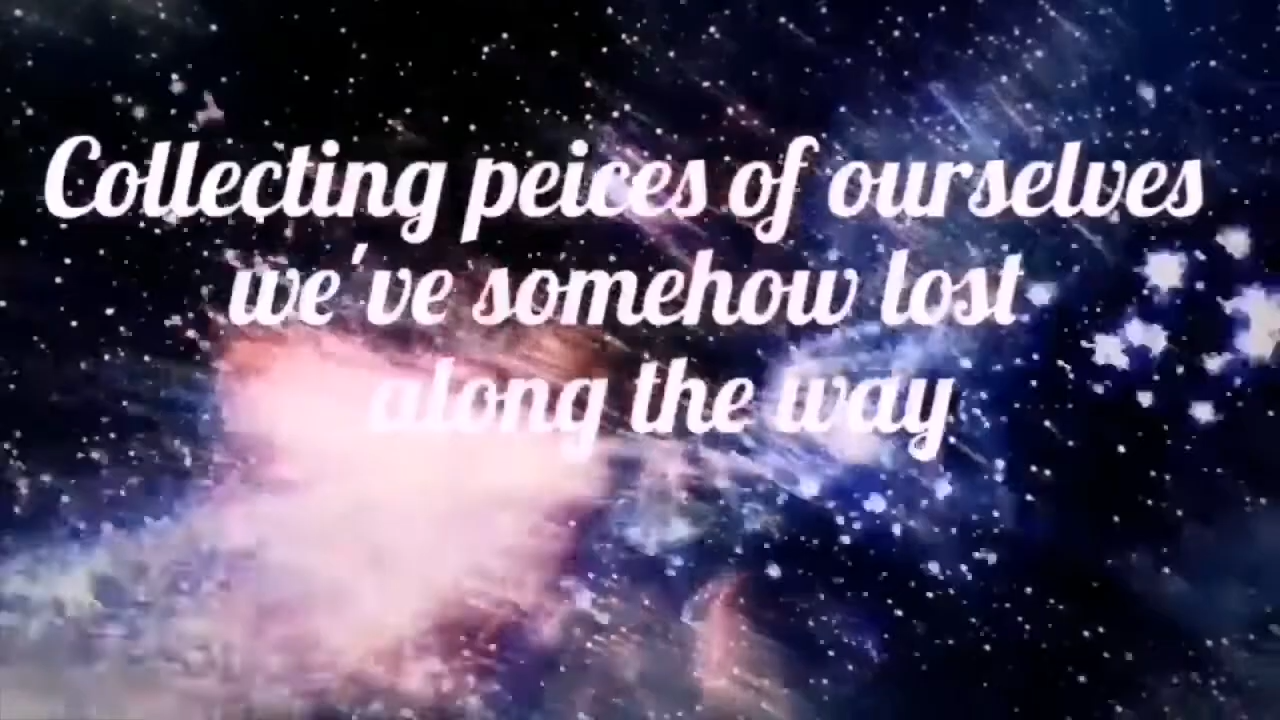 Collecting peices of ourselves
we've somehow lost
along the way